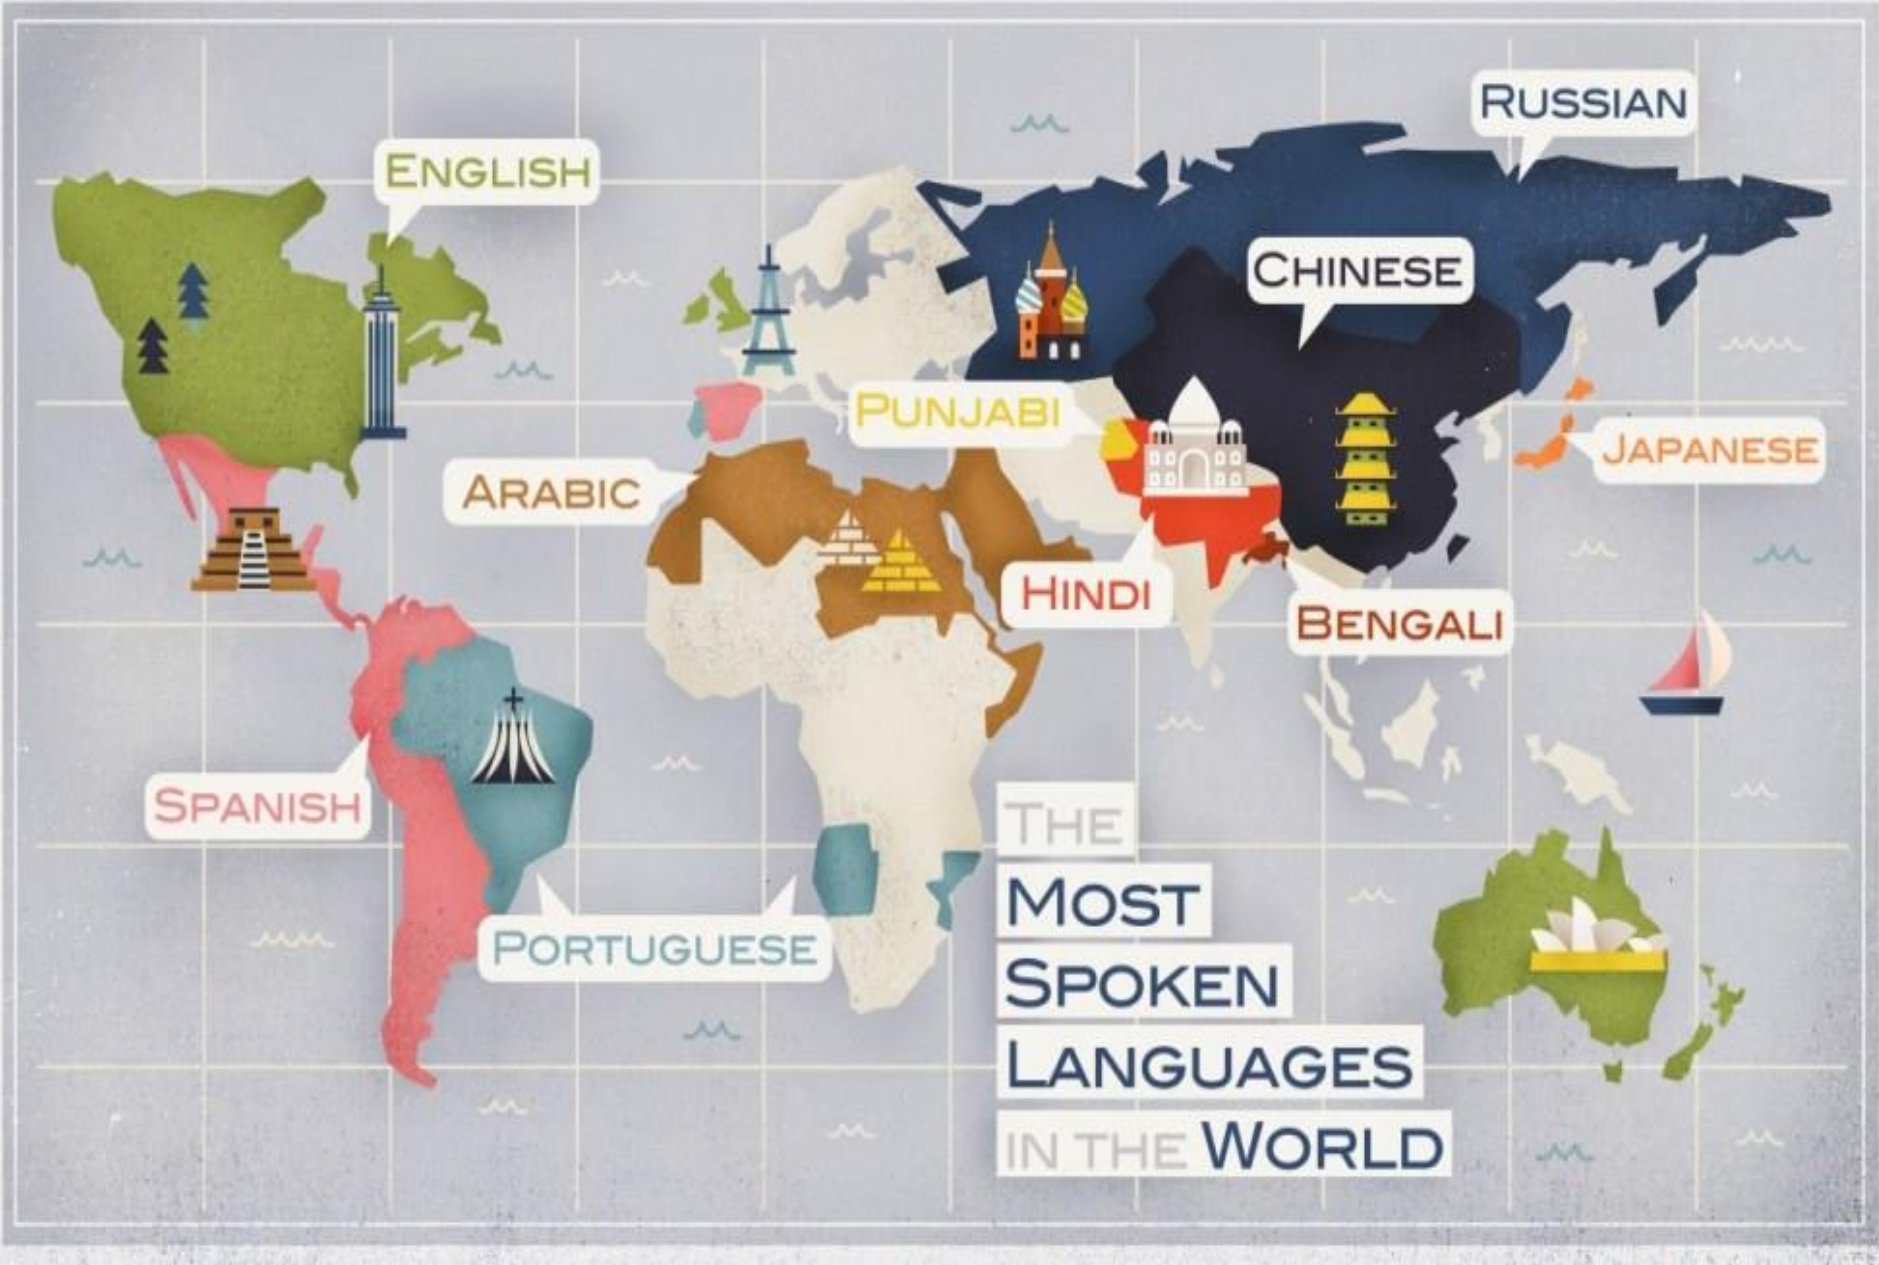 RUSSIAN
ENGLISH
CHINESE
PUNJABI
JAPANESE
ARABIC
HINDI
BENGALI
SPANISH
PORTUGUESE
THE
MOST
SPOKEN
LANGUAGES
IN THE WORLD